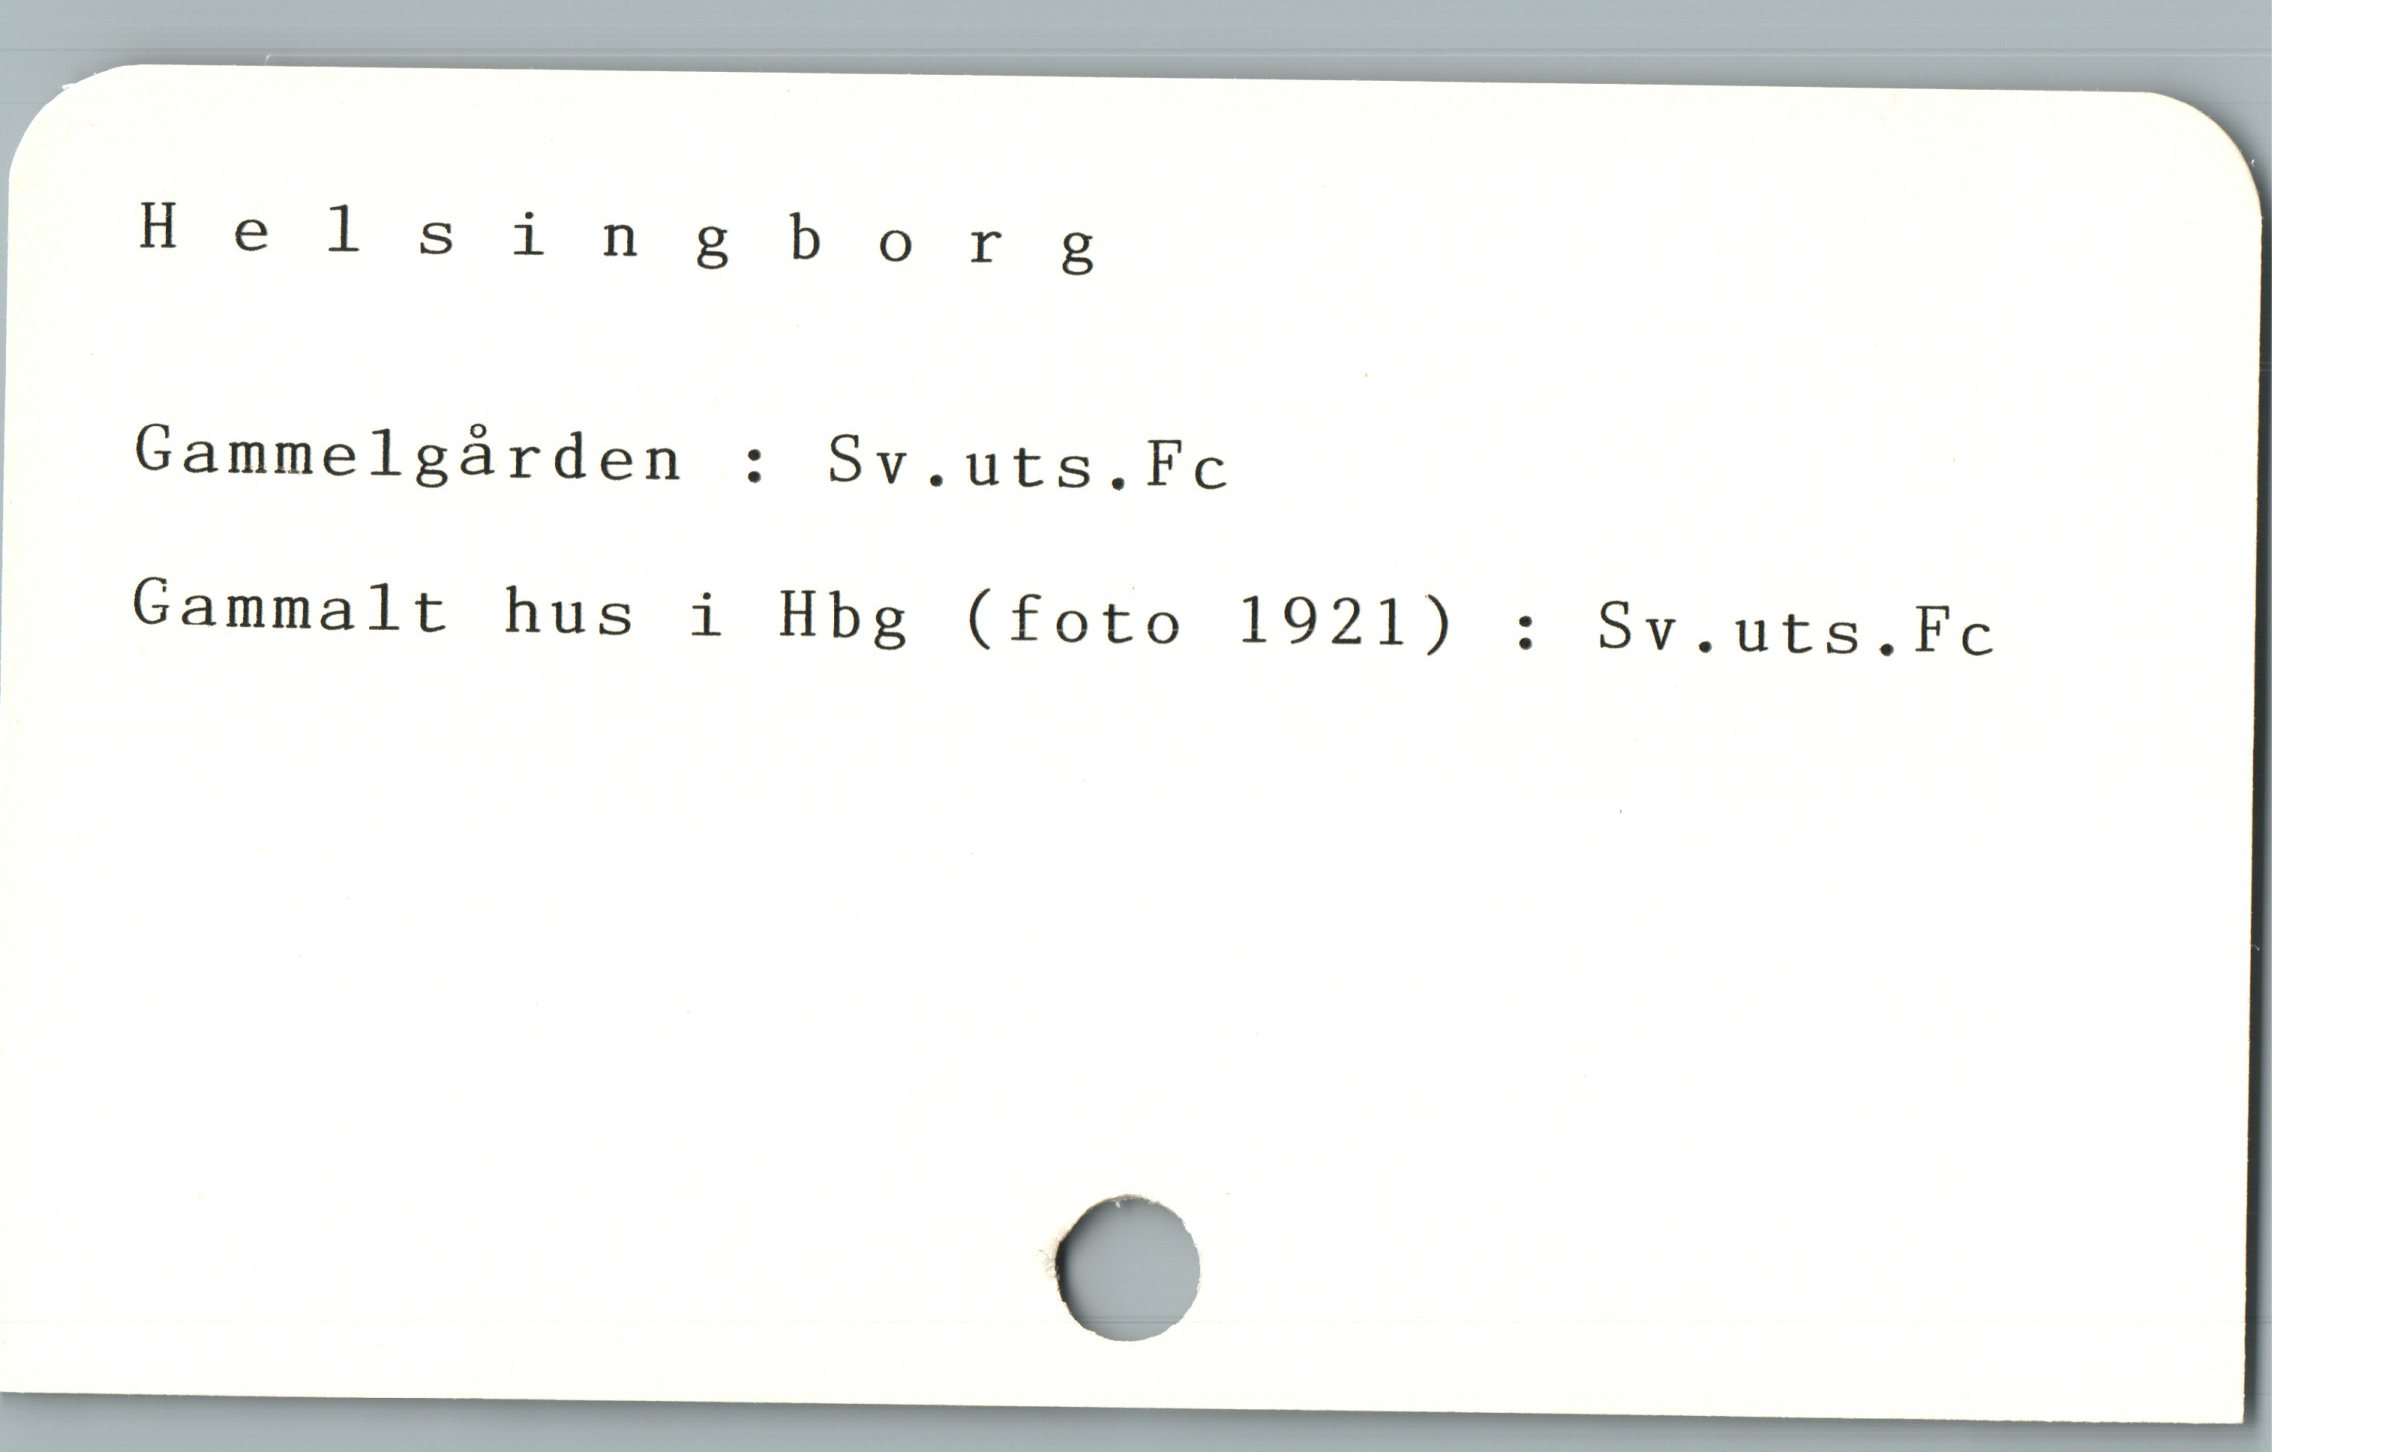 H e l s i n g b o r g
Gammelgården : Sv.uts.Fc
Gammalt hus i Hbg (foto 1921) : Sv.uts.Fc